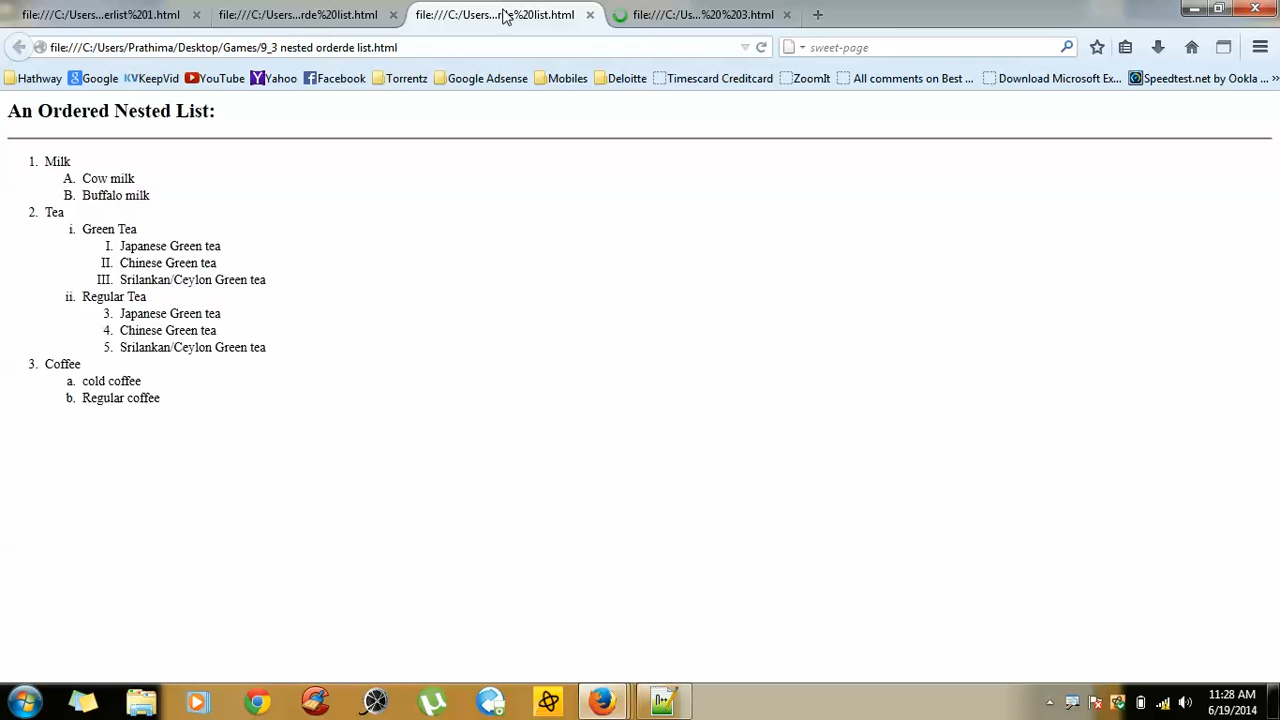 file:///C:/Users...erlist%201.html
file:///C:/Users...rde%20list.html
file:///C:/Users...rde%20list.html
file:///C:/Us...%20%203.html
file:///C:/Users/Prathima/Desktop/Games/9_3 nested orderde list.html
sweet-page
Hathway
Google
KeepVid
YouTube
Yahoo
Facebook
Torrentz
Google Adsense
Mobiles
Deloitte
Timescard Creditcard
ZoomIt
All comments on Best ...
Download Microsoft Ex...
Speedtest.net by Ookla ...
An Ordered Nested List:
1. Milk
A. Cow milk
B. Buffalo milk
2. Tea
i. Green Tea
I. Japanese Green tea
II. Chinese Green tea
III. Srilankan/Ceylon Green tea
ii. Regular Tea
3. Japanese Green tea
4. Chinese Green tea
5. Srilankan/Ceylon Green tea
3. Coffee
a. cold coffee
b. Regular coffee
11:28 AM
6/19/2014